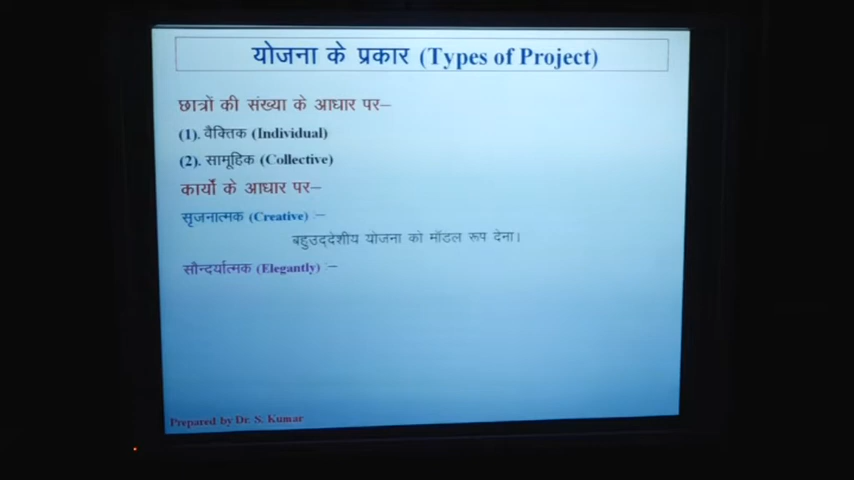 योजना के प्रकार (Types of Project)
छात्रों की संख्या के आधार पर–
(1). वैक्तिक (Individual)
(2). सामूहिक (Collective)
कार्यों के आधार पर–
सृजनात्मक (Creative) :–
बहुउद्देशीय योजना को मॉडल रूप देना।
सौन्दर्यात्मक (Elegantly) :–
Prepared by Dr. S. Kumar